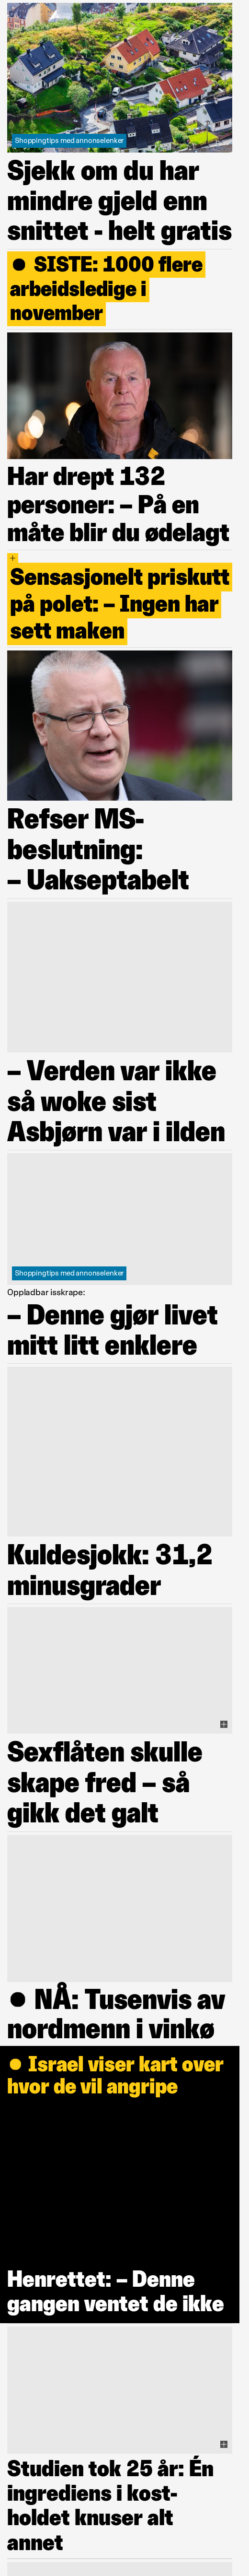 Shoppingtips med annonselenker
Sjekk om du har
mindre gjeld enn
snittet - helt gratis
● SISTE: 1000 flere
arbeidsledige i
november
Har drept 132
personer: – På en
måte blir du ødelagt
+
Sensasjonelt priskutt
på polet: – Ingen har
sett maken
Refser MS-
beslutning:
– Uakseptabelt
– Verden var ikke
så woke sist
Asbjørn var i ilden
Shoppingtips med annonselenker
Oppladbar isskrape:
– Denne gjør livet
mitt litt enklere
Kuldesjokk: 31,2
minusgrader
Sexflåten skulle
skape fred – så
gikk det galt
● NÅ: Tusenvis av
nordmenn i vinkø
● Israel viser kart over
hvor de vil angripe
Henrettet: – Denne
gangen ventet de ikke
Studien tok 25 år: Én
ingrediens i kost-
holdet knuser alt
annet